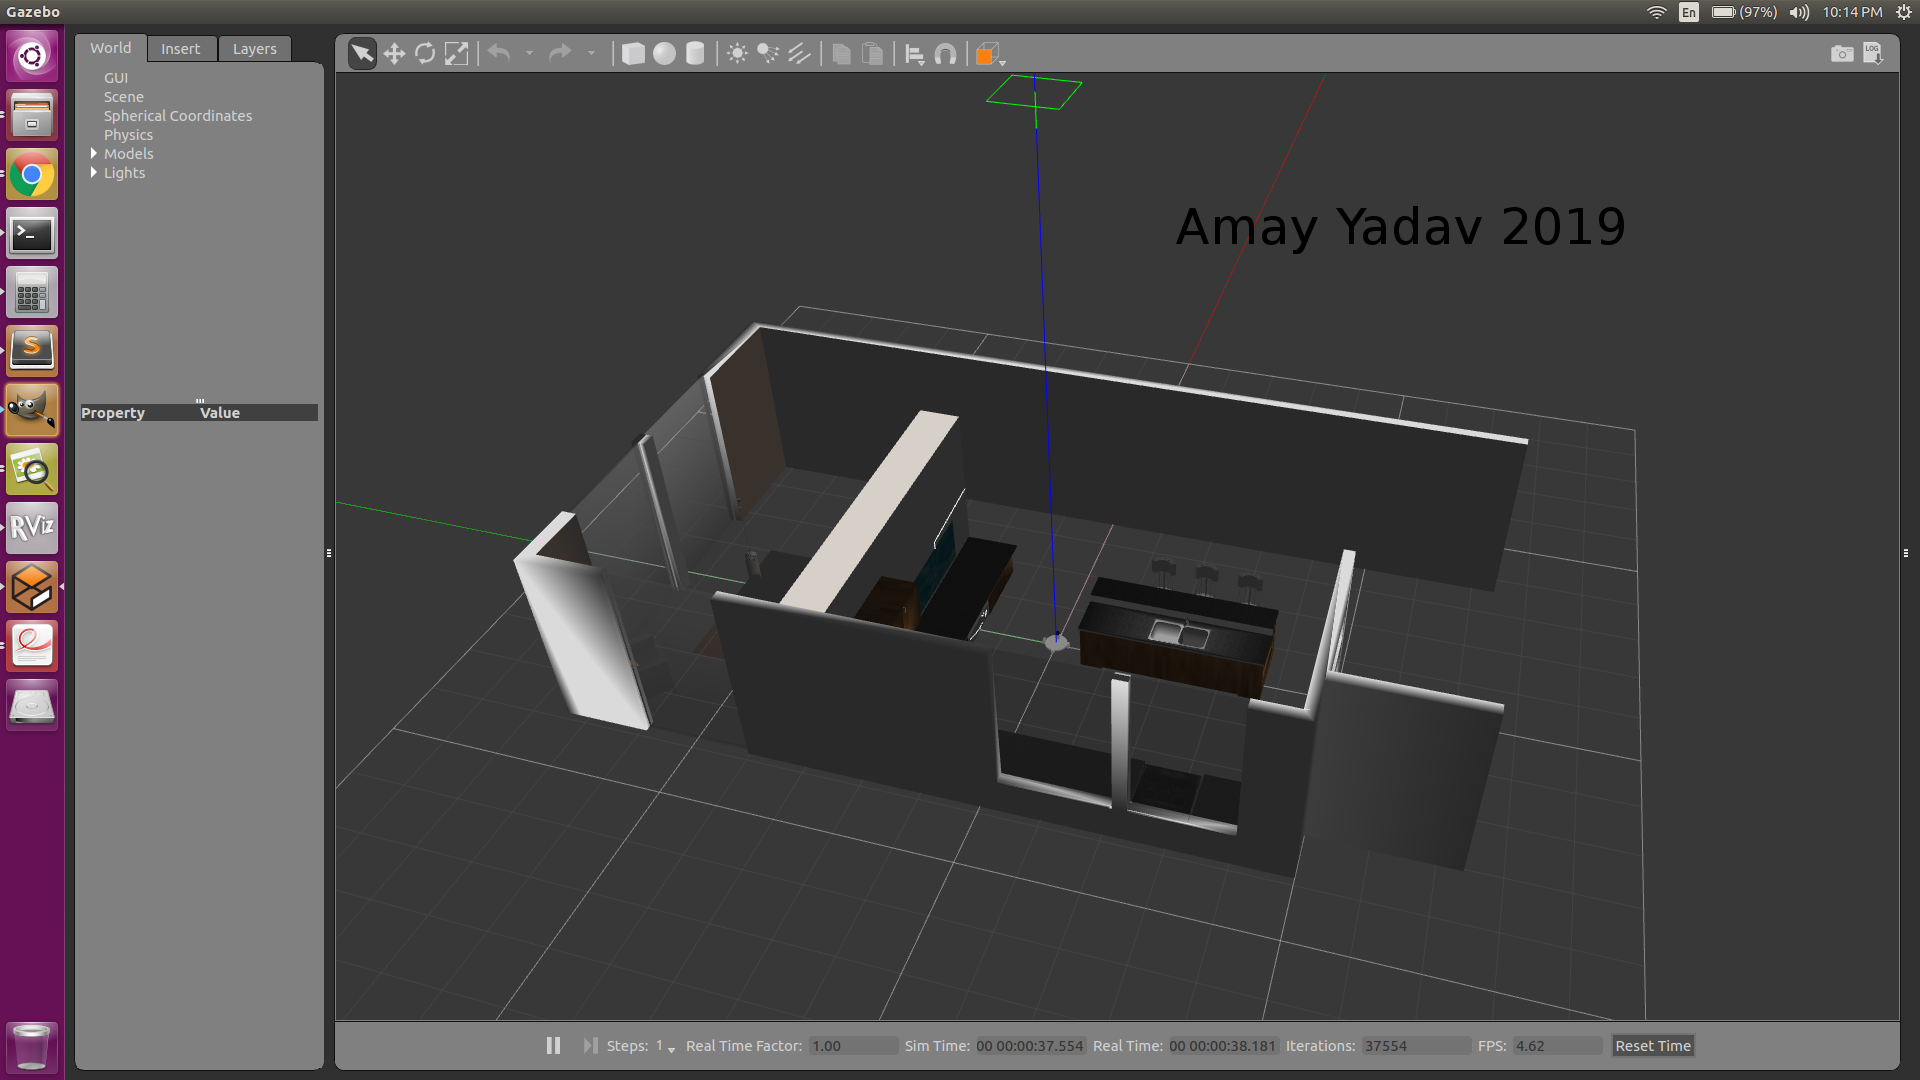 Gazebo
En
(97%)
10:14 PM
World
Insert
Layers
GUI
Scene
Spherical Coordinates
Physics
Models
Lights
Property
Value
LOG
S
RViz
Amay Yadav 2019
Steps: 1
Real Time Factor: 1.00
Sim Time: 00 00:00:37.554
Real Time: 00 00:00:38.181
Iterations: 37554
FPS: 4.62
Reset Time